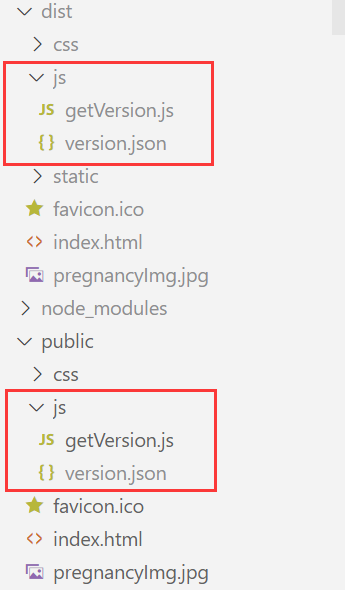 dist
css
js
JS getVersion.js
{ } version.json
static
favicon.ico
<> index.html
pregnancyImg.jpg
node_modules
public
css
js
JS getVersion.js
{ } version.json
favicon.ico
<> index.html
pregnancyImg.jpg